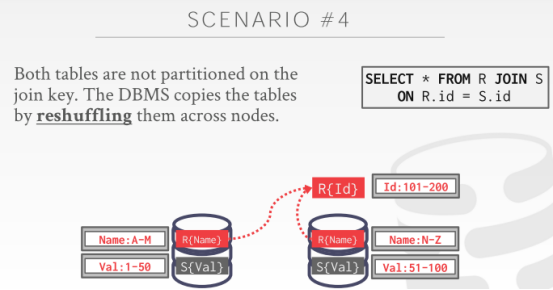 SCENARIO #4
Both tables are not partitioned on the
join key. The DBMS copies the tables
by reshuffling them across nodes.
SELECT * FROM R JOIN S
ON R.id = S.id
R{Id} Id:101-200
Name:A-M R{Name} R{Name} Name:N-Z
Val:1-50 S{Val} S{Val} Val:51-100